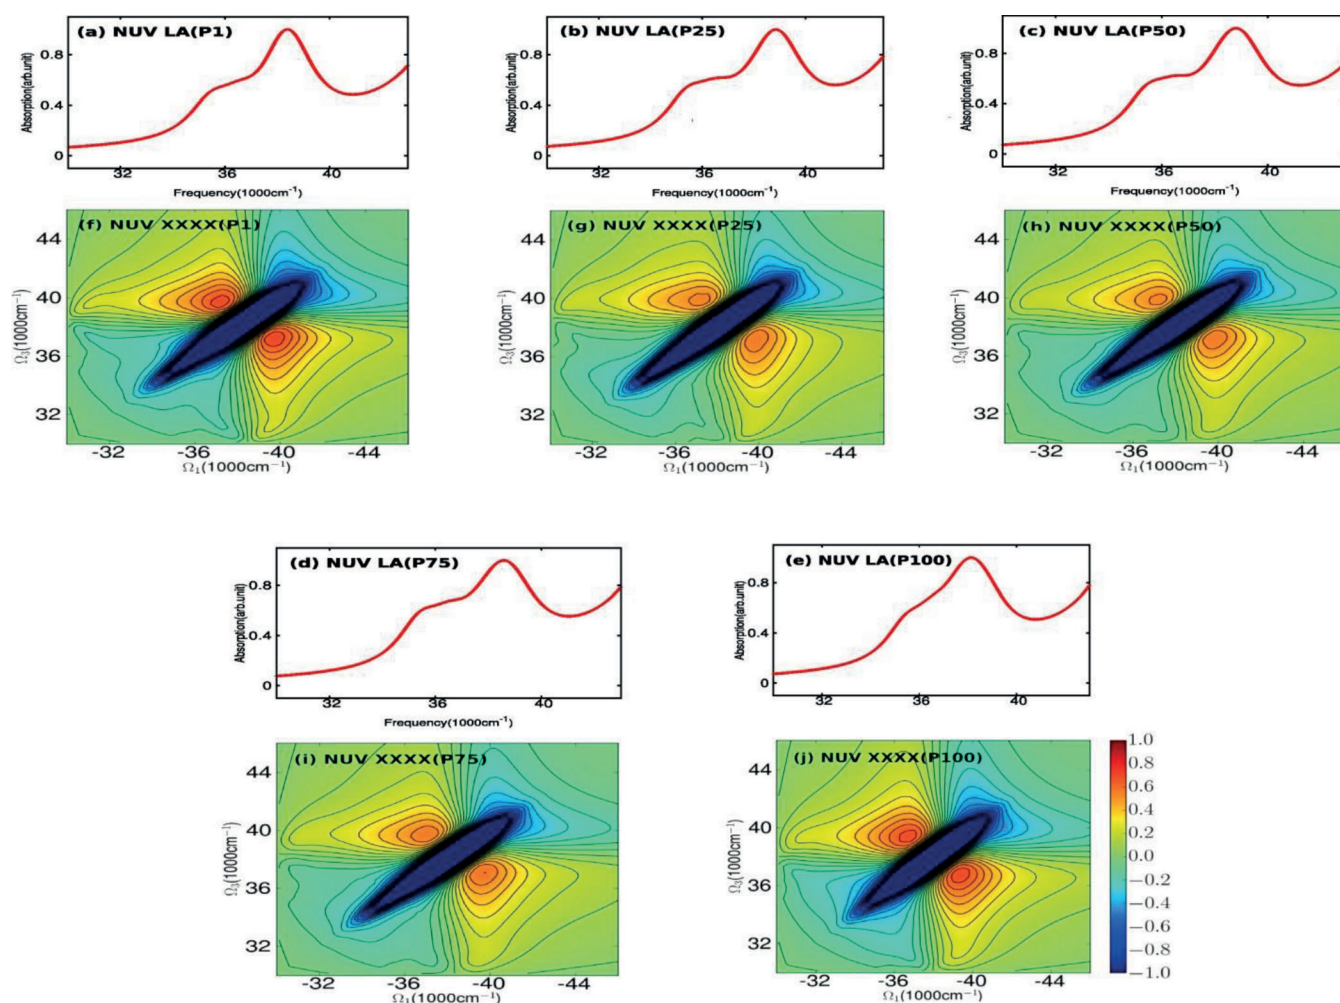 (a) NUV LA(P1)
Absorption(arb.unit)
0.8
0.4
0
32 36 40
Frequency(1000cm⁻¹)
(b) NUV LA(P25)
Absorption(arb.unit)
0.8
0.4
0
32 36 40
Frequency(1000cm⁻¹)
(c) NUV LA(P50)
Absorption(arb.unit)
0.8
0.4
0
32 36 40
Frequency(1000cm⁻¹)
(f) NUV XXXX(P1)
Ω₃(1000cm⁻¹)
44
40
36
32
-32 -36 -40 -44
Ω₁(1000cm⁻¹)
(g) NUV XXXX(P25)
Ω₃(1000cm⁻¹)
44
40
36
32
-32 -36 -40 -44
Ω₁(1000cm⁻¹)
(h) NUV XXXX(P50)
Ω₃(1000cm⁻¹)
44
40
36
32
-32 -36 -40 -44
Ω₁(1000cm⁻¹)
(d) NUV LA(P75)
Absorption(arb.unit)
0.8
0.4
0
32 36 40
Frequency(1000cm⁻¹)
(e) NUV LA(P100)
Absorption(arb.unit)
0.8
0.4
0
32 36 40
(i) NUV XXXX(P75)
Ω₃(1000cm⁻¹)
44
40
36
32
-32 -36 -40 -44
Ω₁(1000cm⁻¹)
(j) NUV XXXX(P100)
Ω₃(1000cm⁻¹)
44
40
36
32
-32 -36 -40 -44
Ω₁(1000cm⁻¹)
1.0
0.8
0.6
0.4
0.2
0.0
−0.2
−0.4
−0.6
−0.8
−1.0